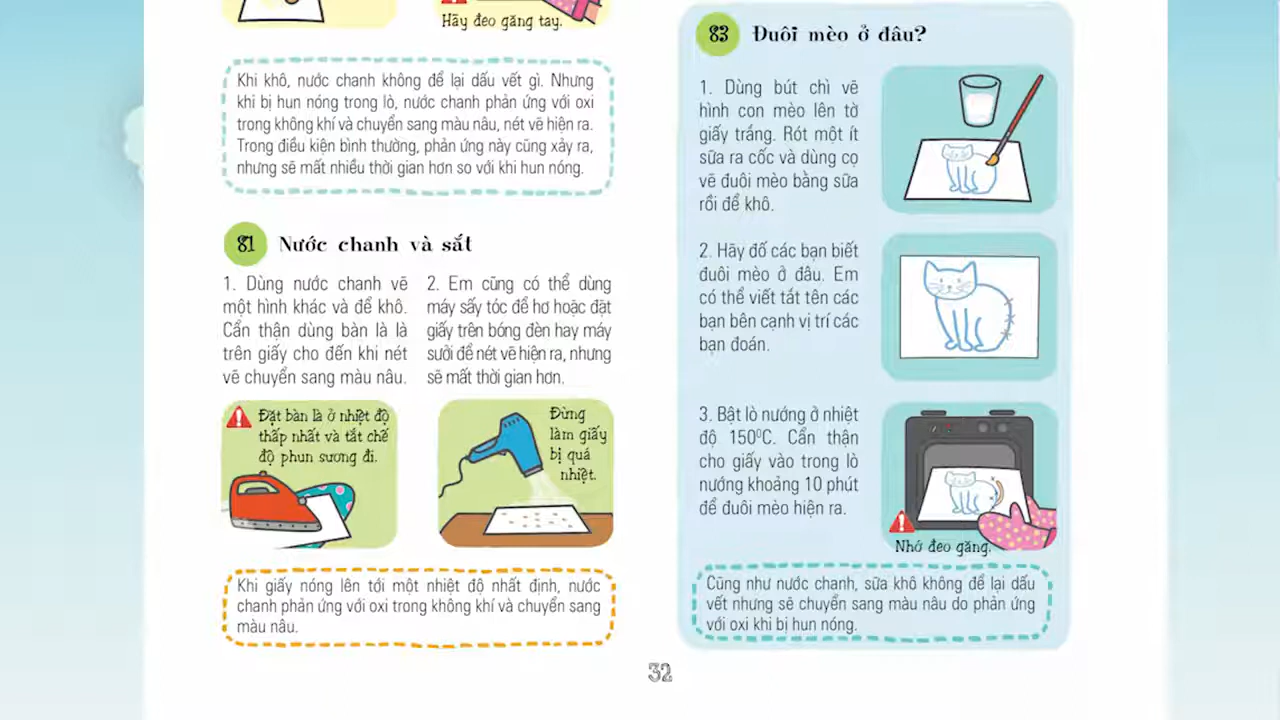 Hãy đeo găng tay.
Khi khô, nước chanh không để lại dấu vết gì. Nhưng
khi bị hun nóng trong lò, nước chanh phản ứng với oxi
trong không khí và chuyển sang màu nâu, nét vẽ hiện ra.
Trong điều kiện bình thường, phản ứng này cũng xảy ra,
nhưng sẽ mất nhiều thời gian hơn so với khi hun nóng.
81 Nước chanh và sắt
1. Dùng nước chanh vẽ
một hình khác và để khô.
Cẩn thận dùng bàn là là
trên giấy cho đến khi nét
vẽ chuyển sang màu nâu.
2. Em cũng có thể dùng
máy sấy tóc để hơ hoặc đặt
giấy trên bóng đèn hay máy
sưởi để nét vẽ hiện ra, nhưng
sẽ mất thời gian hơn.
Đặt bàn là ở nhiệt độ
thấp nhất và tắt chế
độ phun sương đi.
Đừng
làm giấy
bị quá
nhiệt.
Khi giấy nóng lên tới một nhiệt độ nhất định, nước
chanh phản ứng với oxi trong không khí và chuyển sang
màu nâu.
83 Đuôi mèo ở đâu?
1. Dùng bút chì vẽ
hình con mèo lên tờ
giấy trắng. Rót một ít
sữa ra cốc và dùng cọ
vẽ đuôi mèo bằng sữa
rồi để khô.
2. Hãy đố các bạn biết
đuôi mèo ở đâu. Em
có thể viết tắt tên các
bạn bên cạnh vị trí các
bạn đoán.
3. Bật lò nướng ở nhiệt
độ 150⁰C. Cẩn thận
cho giấy vào trong lò
nướng khoảng 10 phút
để đuôi mèo hiện ra.
Nhớ đeo găng.
Cũng như nước chanh, sữa khô không để lại dấu
vết nhưng sẽ chuyển sang màu nâu do phản ứng
với oxi khi bị hun nóng.
32